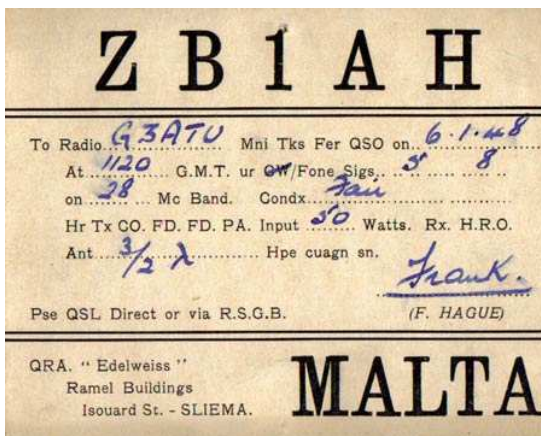 ZB1AH
To Radio G3ATU Mni Tks Fer QSO on 6.1.48
At 1120 G.M.T. ur CW/Fone Sigs. 5 8
on 28 Mc Band. Condx Fair
Hr Tx CO. FD. FD. PA. Input 50 Watts. Rx. H.R.O.
Ant 3/2 λ Hpe cuagn sn.
Frank.
Pse QSL Direct or via R.S.G.B. (F. HAGUE)
QRA. "Edelweiss"
Ramel Buildings
Isouard St. - SLIEMA.
MALTA